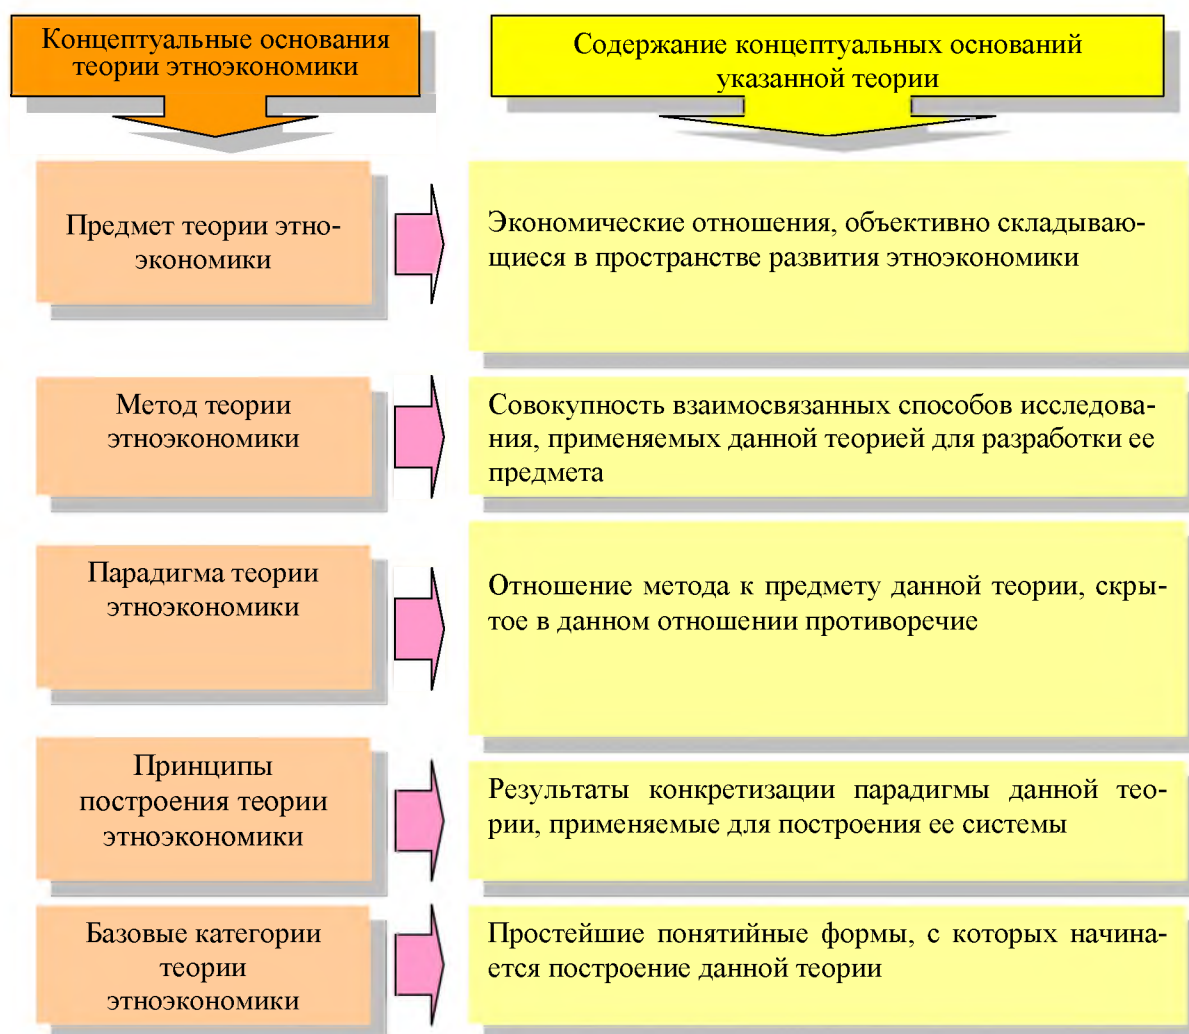 Концептуальные основания
теории этноэкономики
Содержание концептуальных оснований
указанной теории
Предмет теории этно-
экономики
Экономические отношения, объективно складываю-
щиеся в пространстве развития этноэкономики
Метод теории
этноэкономики
Совокупность взаимосвязанных способов исследова-
ния, применяемых данной теорией для разработки ее
предмета
Парадигма теории
этноэкономики
Отношение метода к предмету данной теории, скры-
тое в данном отношении противоречие
Принципы
построения теории
этноэкономики
Результаты конкретизации парадигмы данной тео-
рии, применяемые для построения ее системы
Базовые категории
теории
этноэкономики
Простейшие понятийные формы, с которых начина-
ется построение данной теории